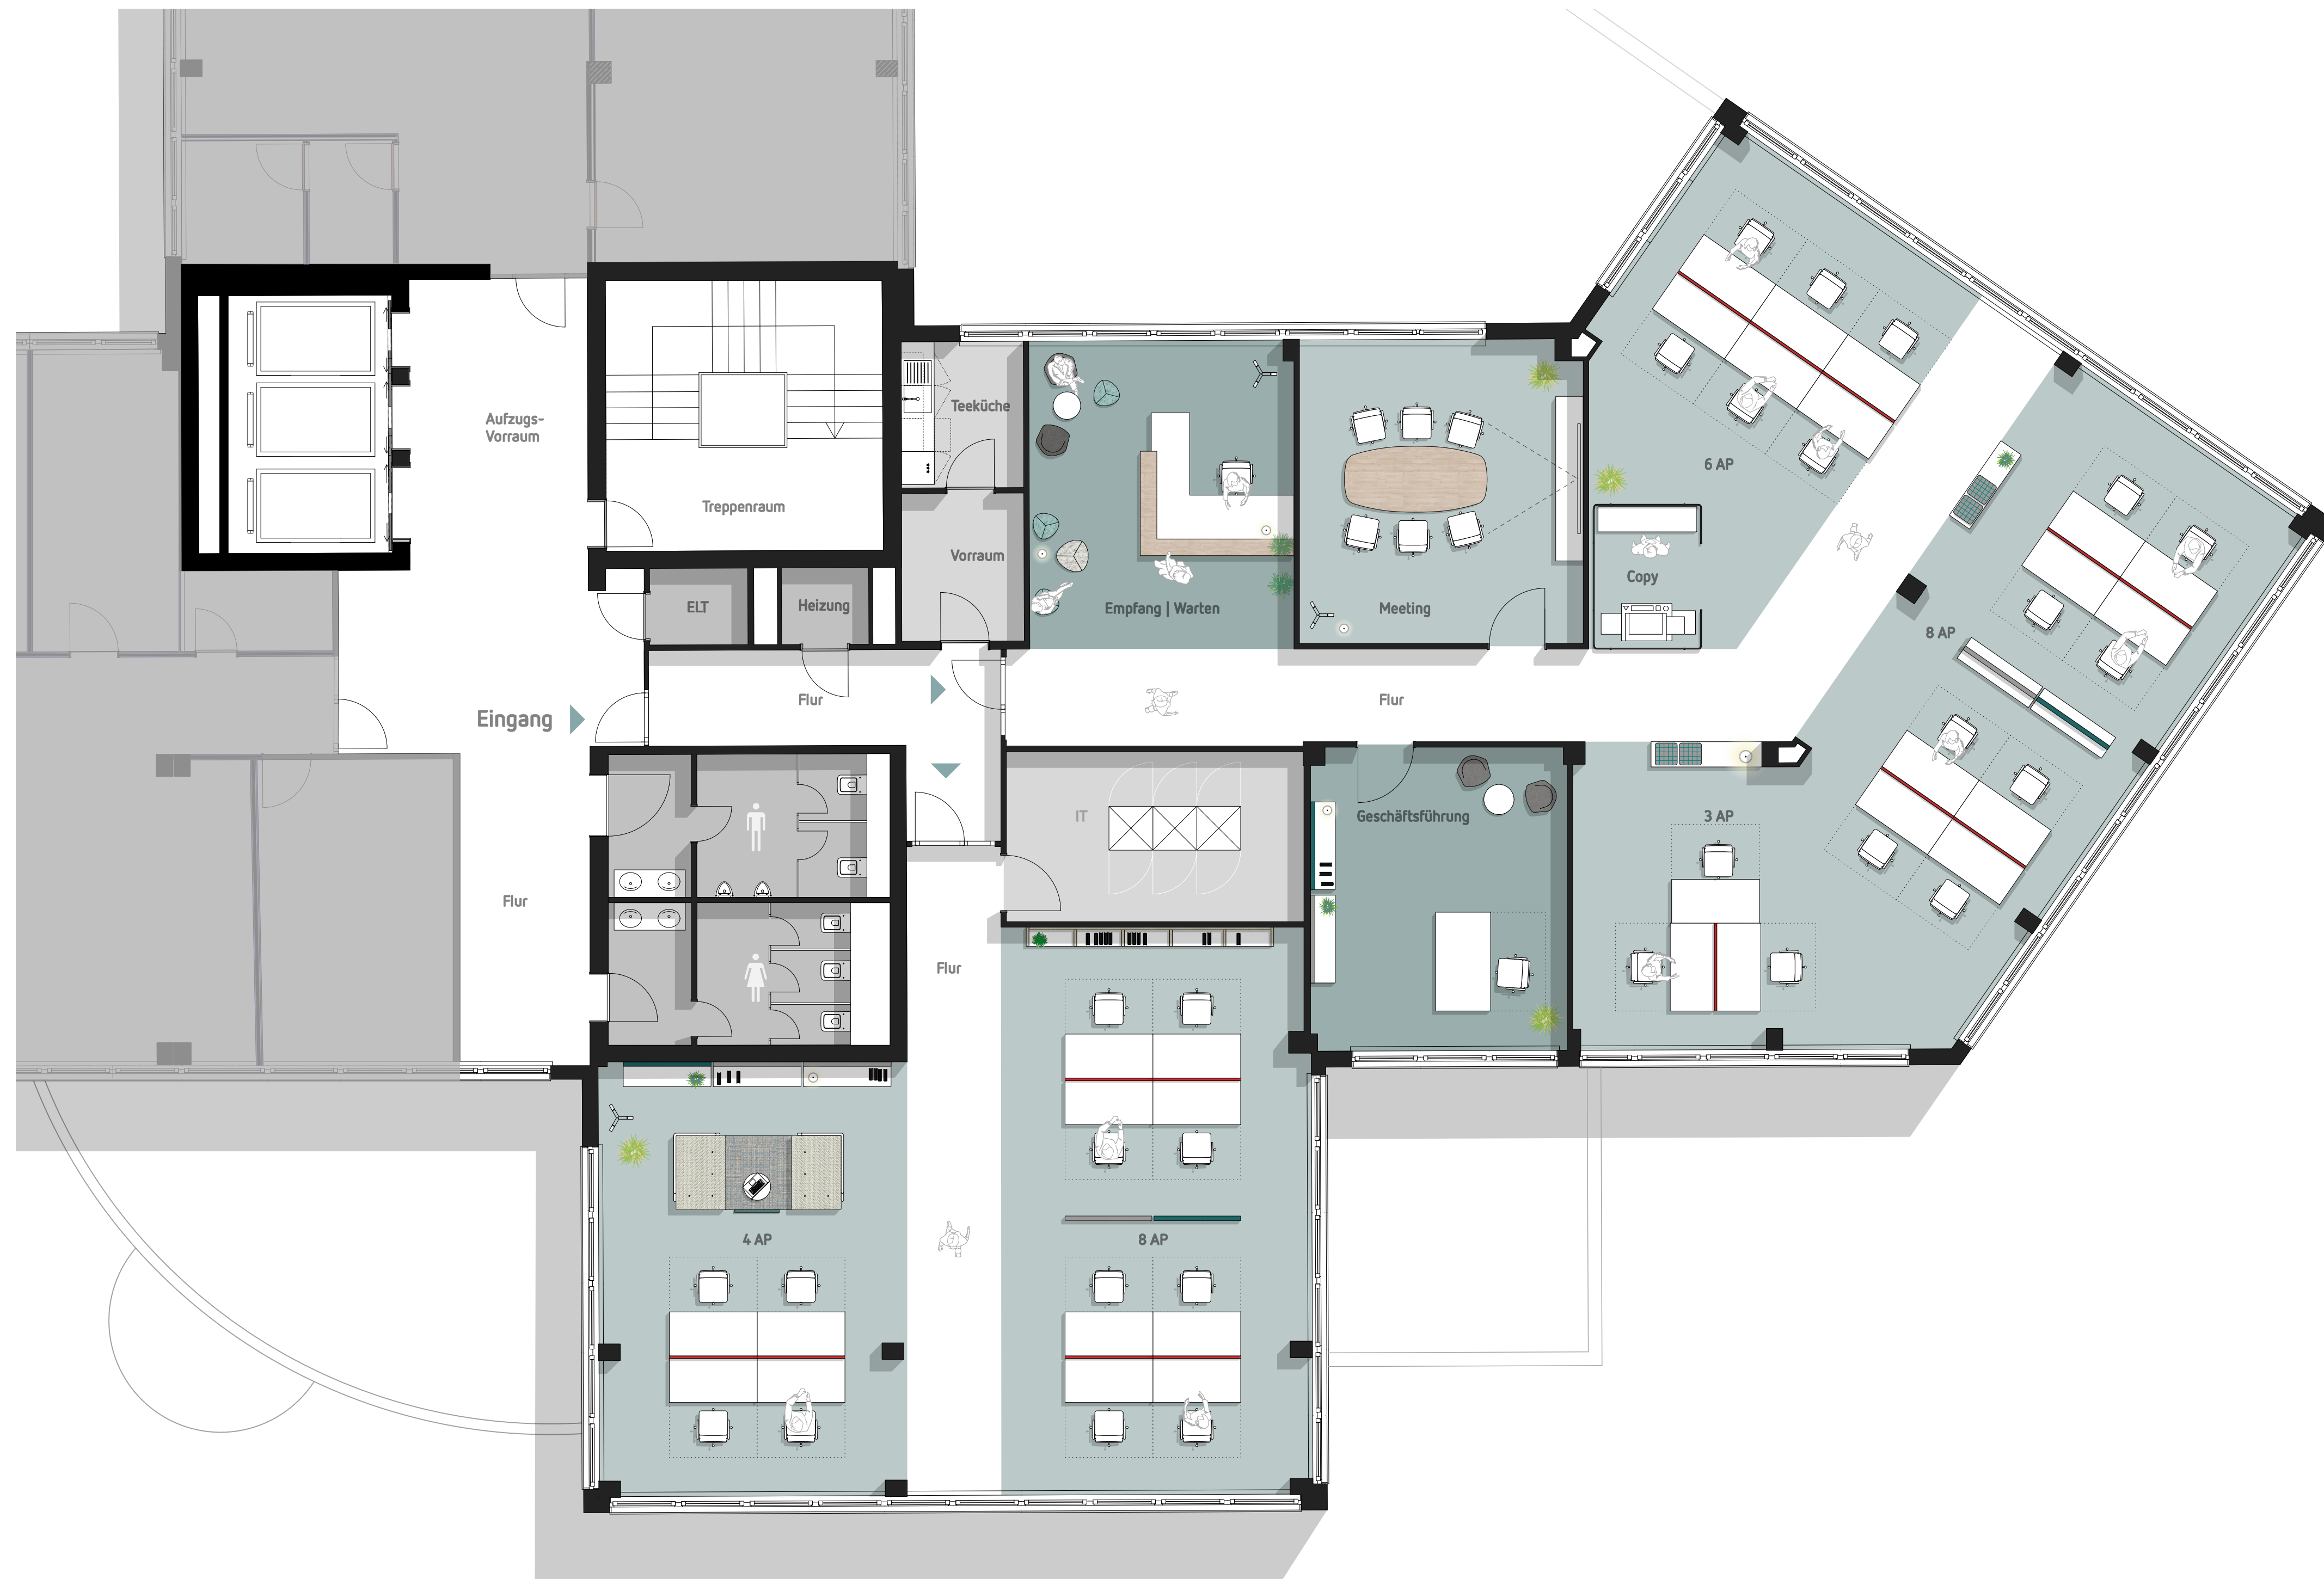 Aufzugs-
Vorraum
Treppenraum
Teeküche
Vorraum
ELT
Heizung
Empfang | Warten
Meeting
6 AP
Copy
8 AP
Eingang
Flur
Flur
IT
Geschäftsführung
3 AP
Flur
Flur
4 AP
8 AP